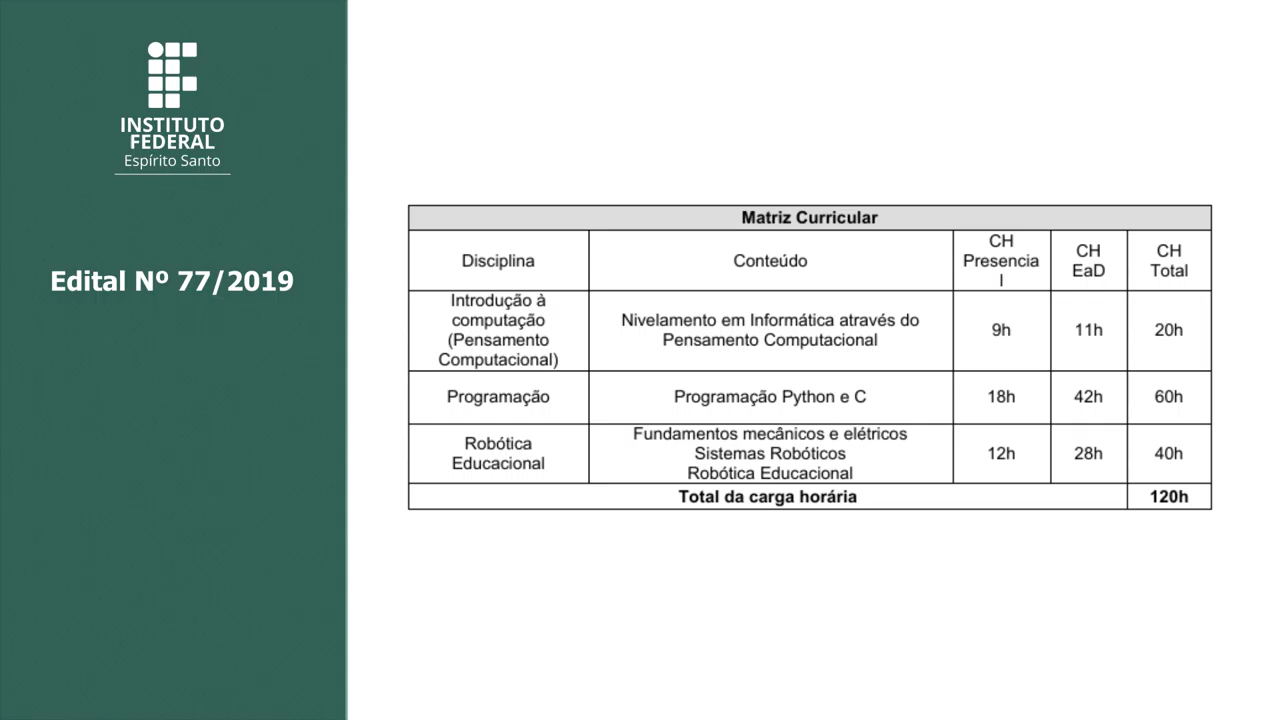 INSTITUTO
FEDERAL
Espírito Santo
Edital Nº 77/2019
Matriz Curricular
Disciplina
Conteúdo
CH
Presencia
l
CH
EaD
CH
Total
Introdução à
computação
(Pensamento
Computacional)
Nivelamento em Informática através do
Pensamento Computacional
9h
11h
20h
Programação
Programação Python e C
18h
42h
60h
Robótica
Educacional
Fundamentos mecânicos e elétricos
Sistemas Robóticos
Robótica Educacional
12h
28h
40h
Total da carga horária
120h